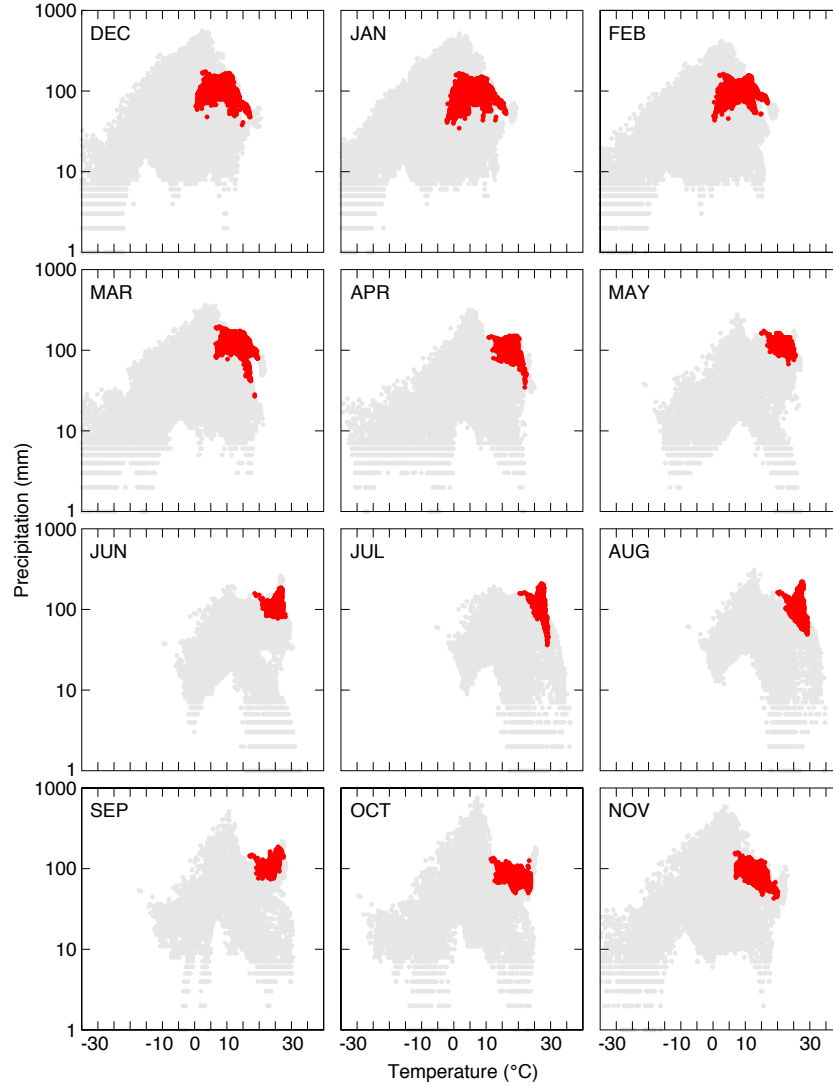 DEC JAN FEB
100
10
1
1000
MAR APR MAY
100
10
1
Precipitation (mm)
1000
JUN JUL AUG
100
10
1
1000
SEP OCT NOV
100
10
1
-30 -10 0 10 30 -30 -10 0 10 30 -30 -10 0 10 30
Temperature (°C)